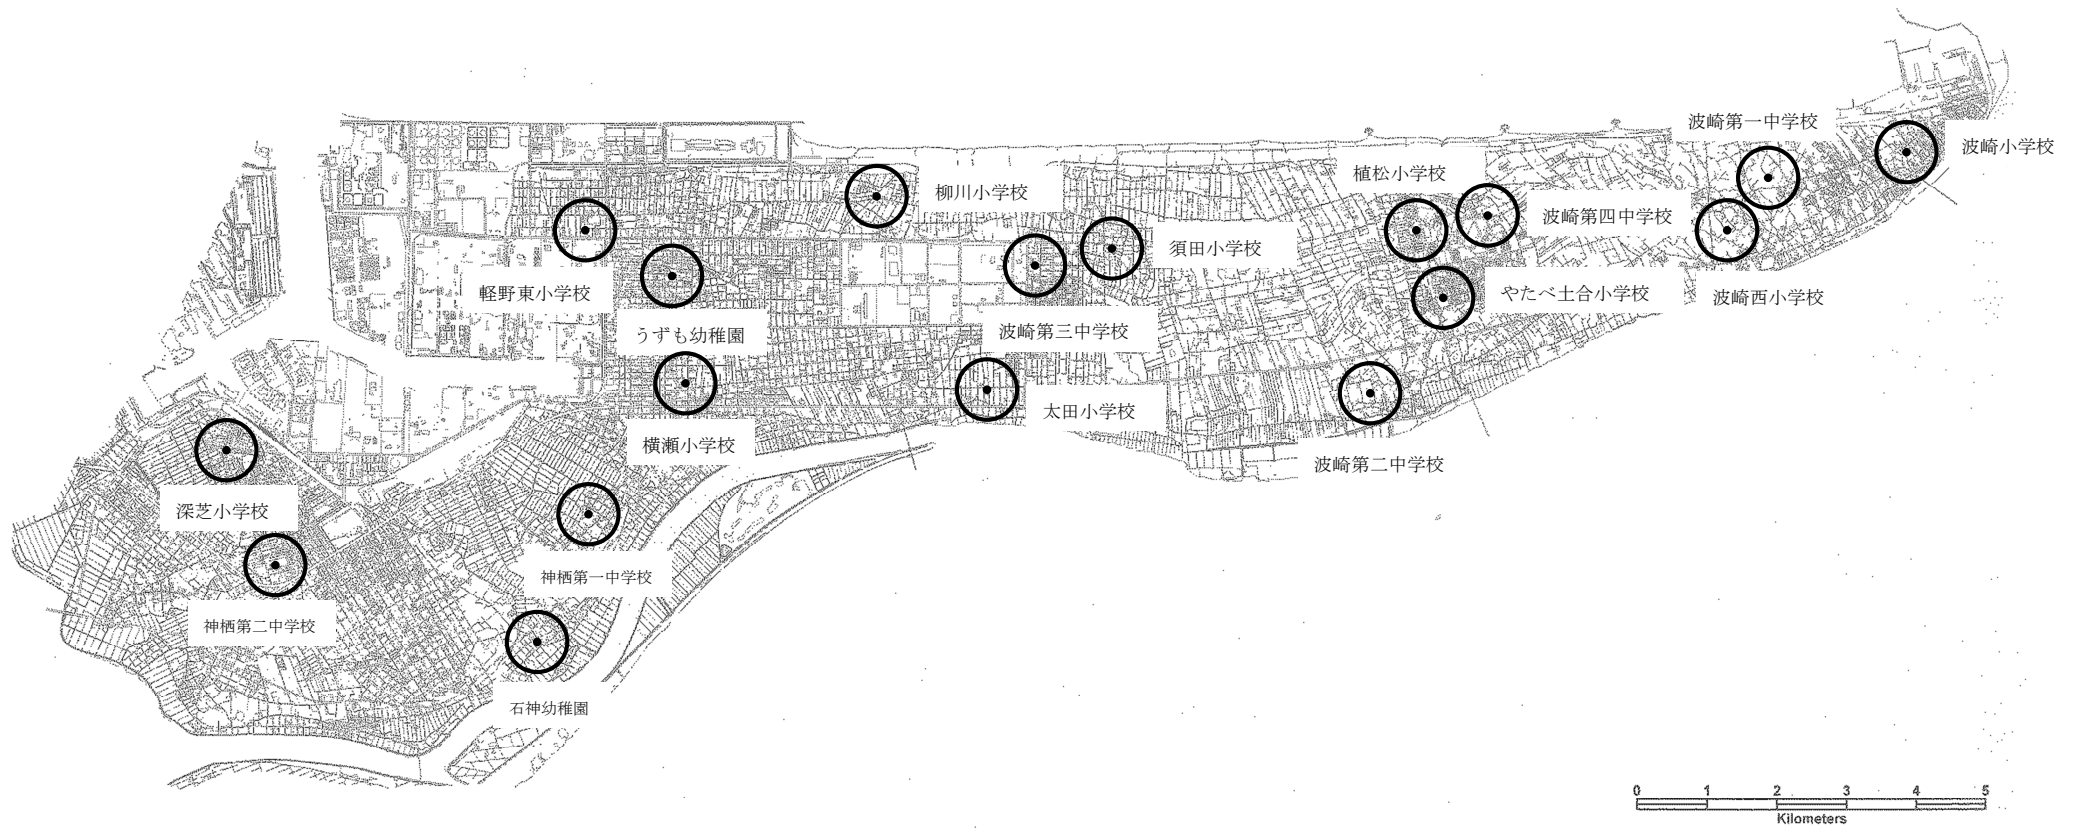 波崎第一中学校
波崎小学校
植松小学校
柳川小学校
波崎第四中学校
須田小学校
軽野東小学校
やたべ土合小学校
波崎西小学校
うずも幼稚園
波崎第三中学校
太田小学校
横瀬小学校
波崎第二中学校
深芝小学校
神栖第一中学校
神栖第二中学校
石神幼稚園
0 1 2 3 4 5
Kilometers